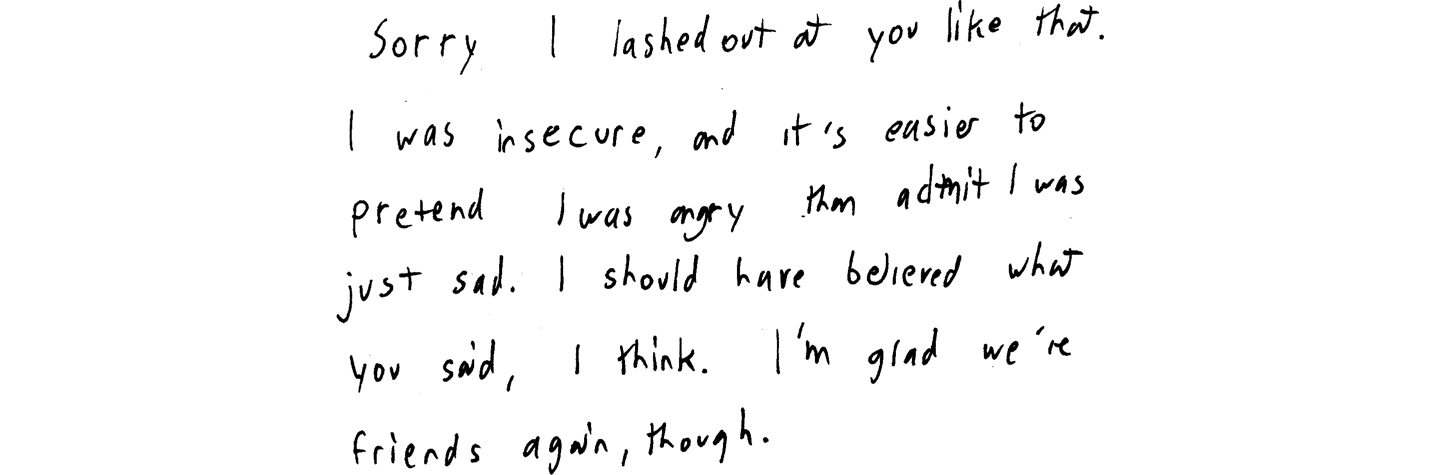 Sorry I lashed out at you like that.
I was insecure, and it's easier to
pretend I was angry than admit I was
just sad. I should have believed what
you said, I think. I'm glad we're
friends again, though.